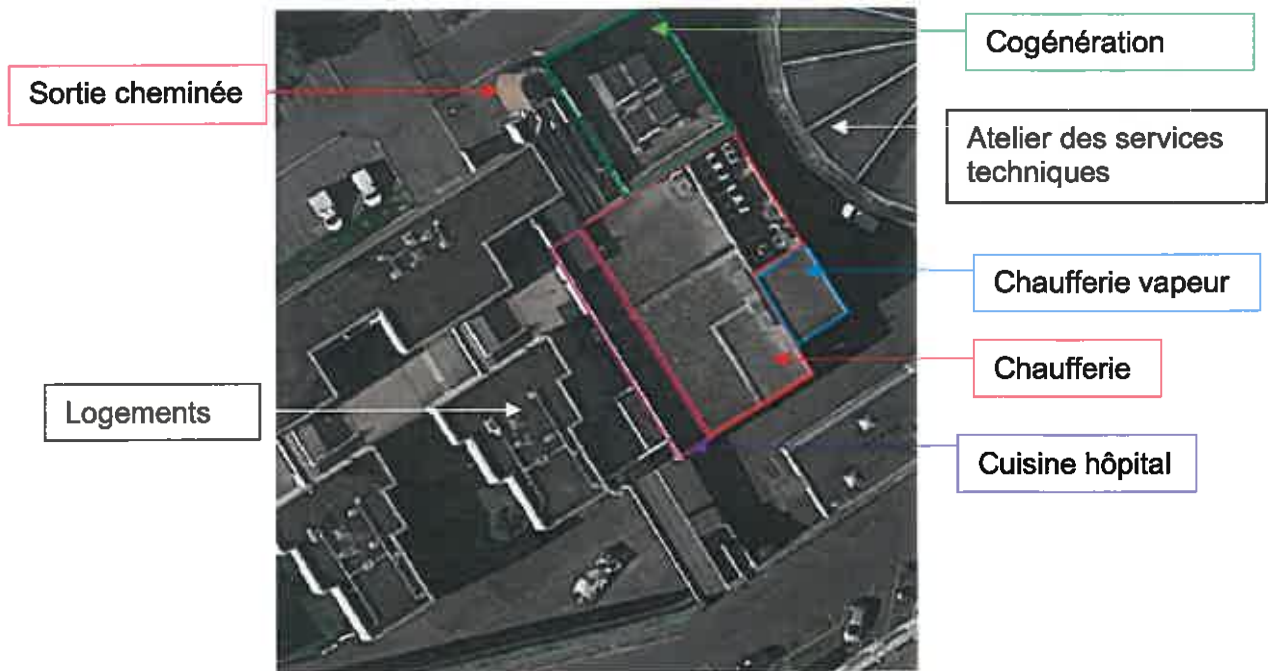 Cogénération
Sortie cheminée
Atelier des services
techniques
Chaufferie vapeur
Chaufferie
Logements
Cuisine hôpital